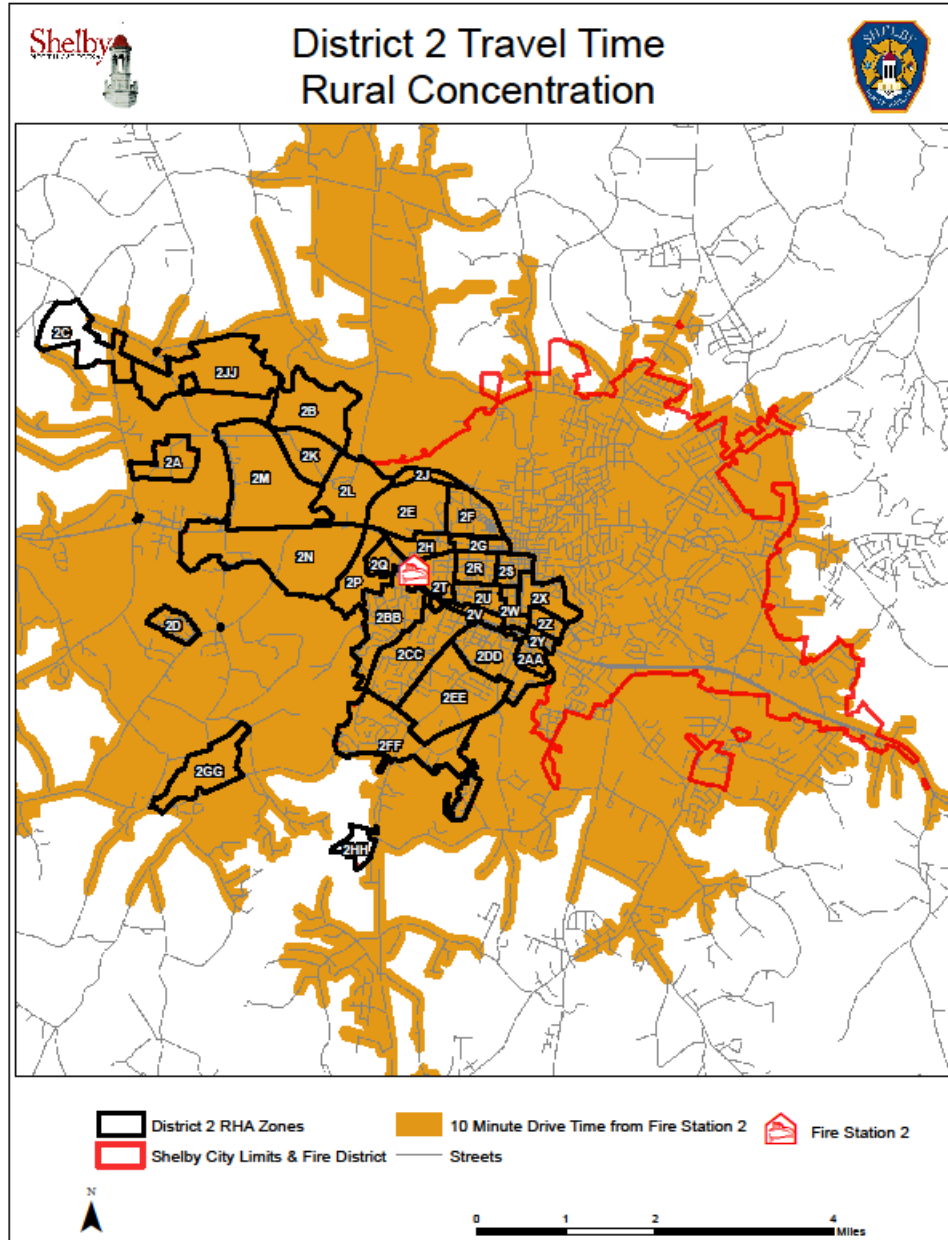 Shelby
District 2 Travel Time
Rural Concentration
SHELBY
2C
2JJ
2B
2A
2K
2M
2L
2J
2E
2F
2N
2H
2G
2Q
2R
2S
2P
2T
2U
2X
2BB
2V
2W
2Z
2D
2Y
2CC
2DD
2AA
2EE
2FF
2GG
2HH
District 2 RHA Zones
10 Minute Drive Time from Fire Station 2
Fire Station 2
Shelby City Limits & Fire District
Streets
N
0 1 2 4
Miles